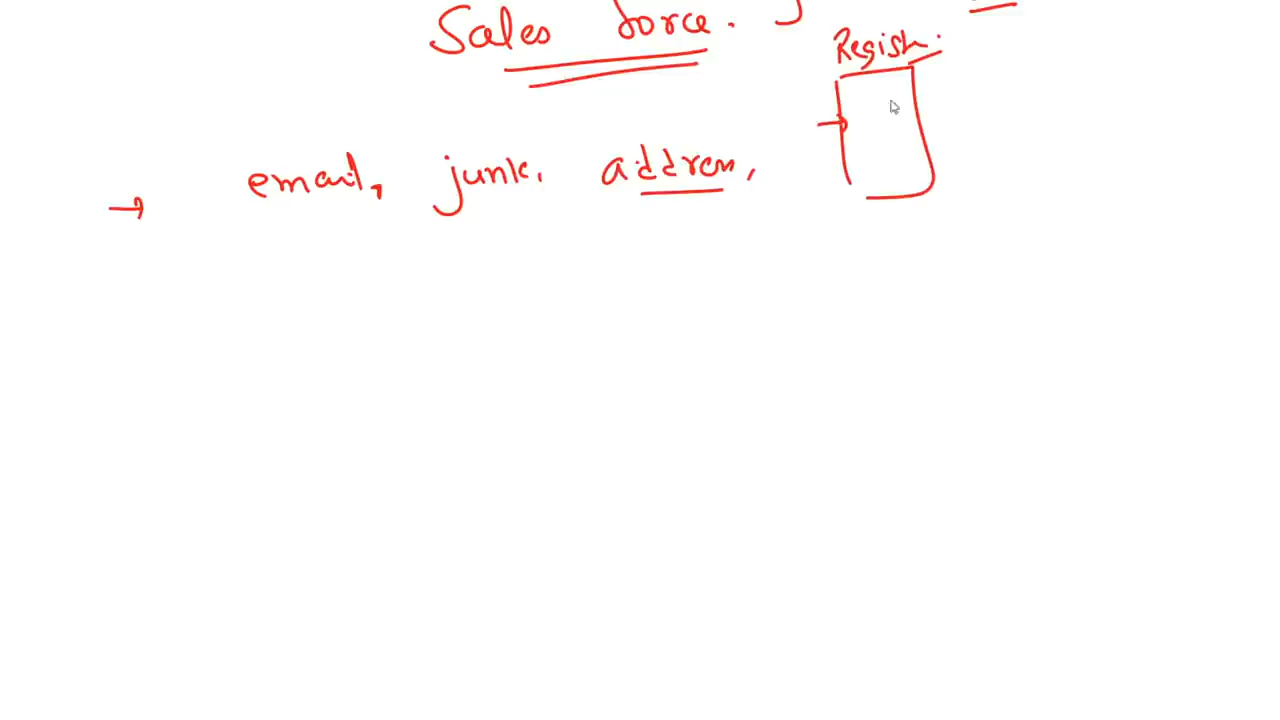 Sales force.
Regish.
email, junk, address,